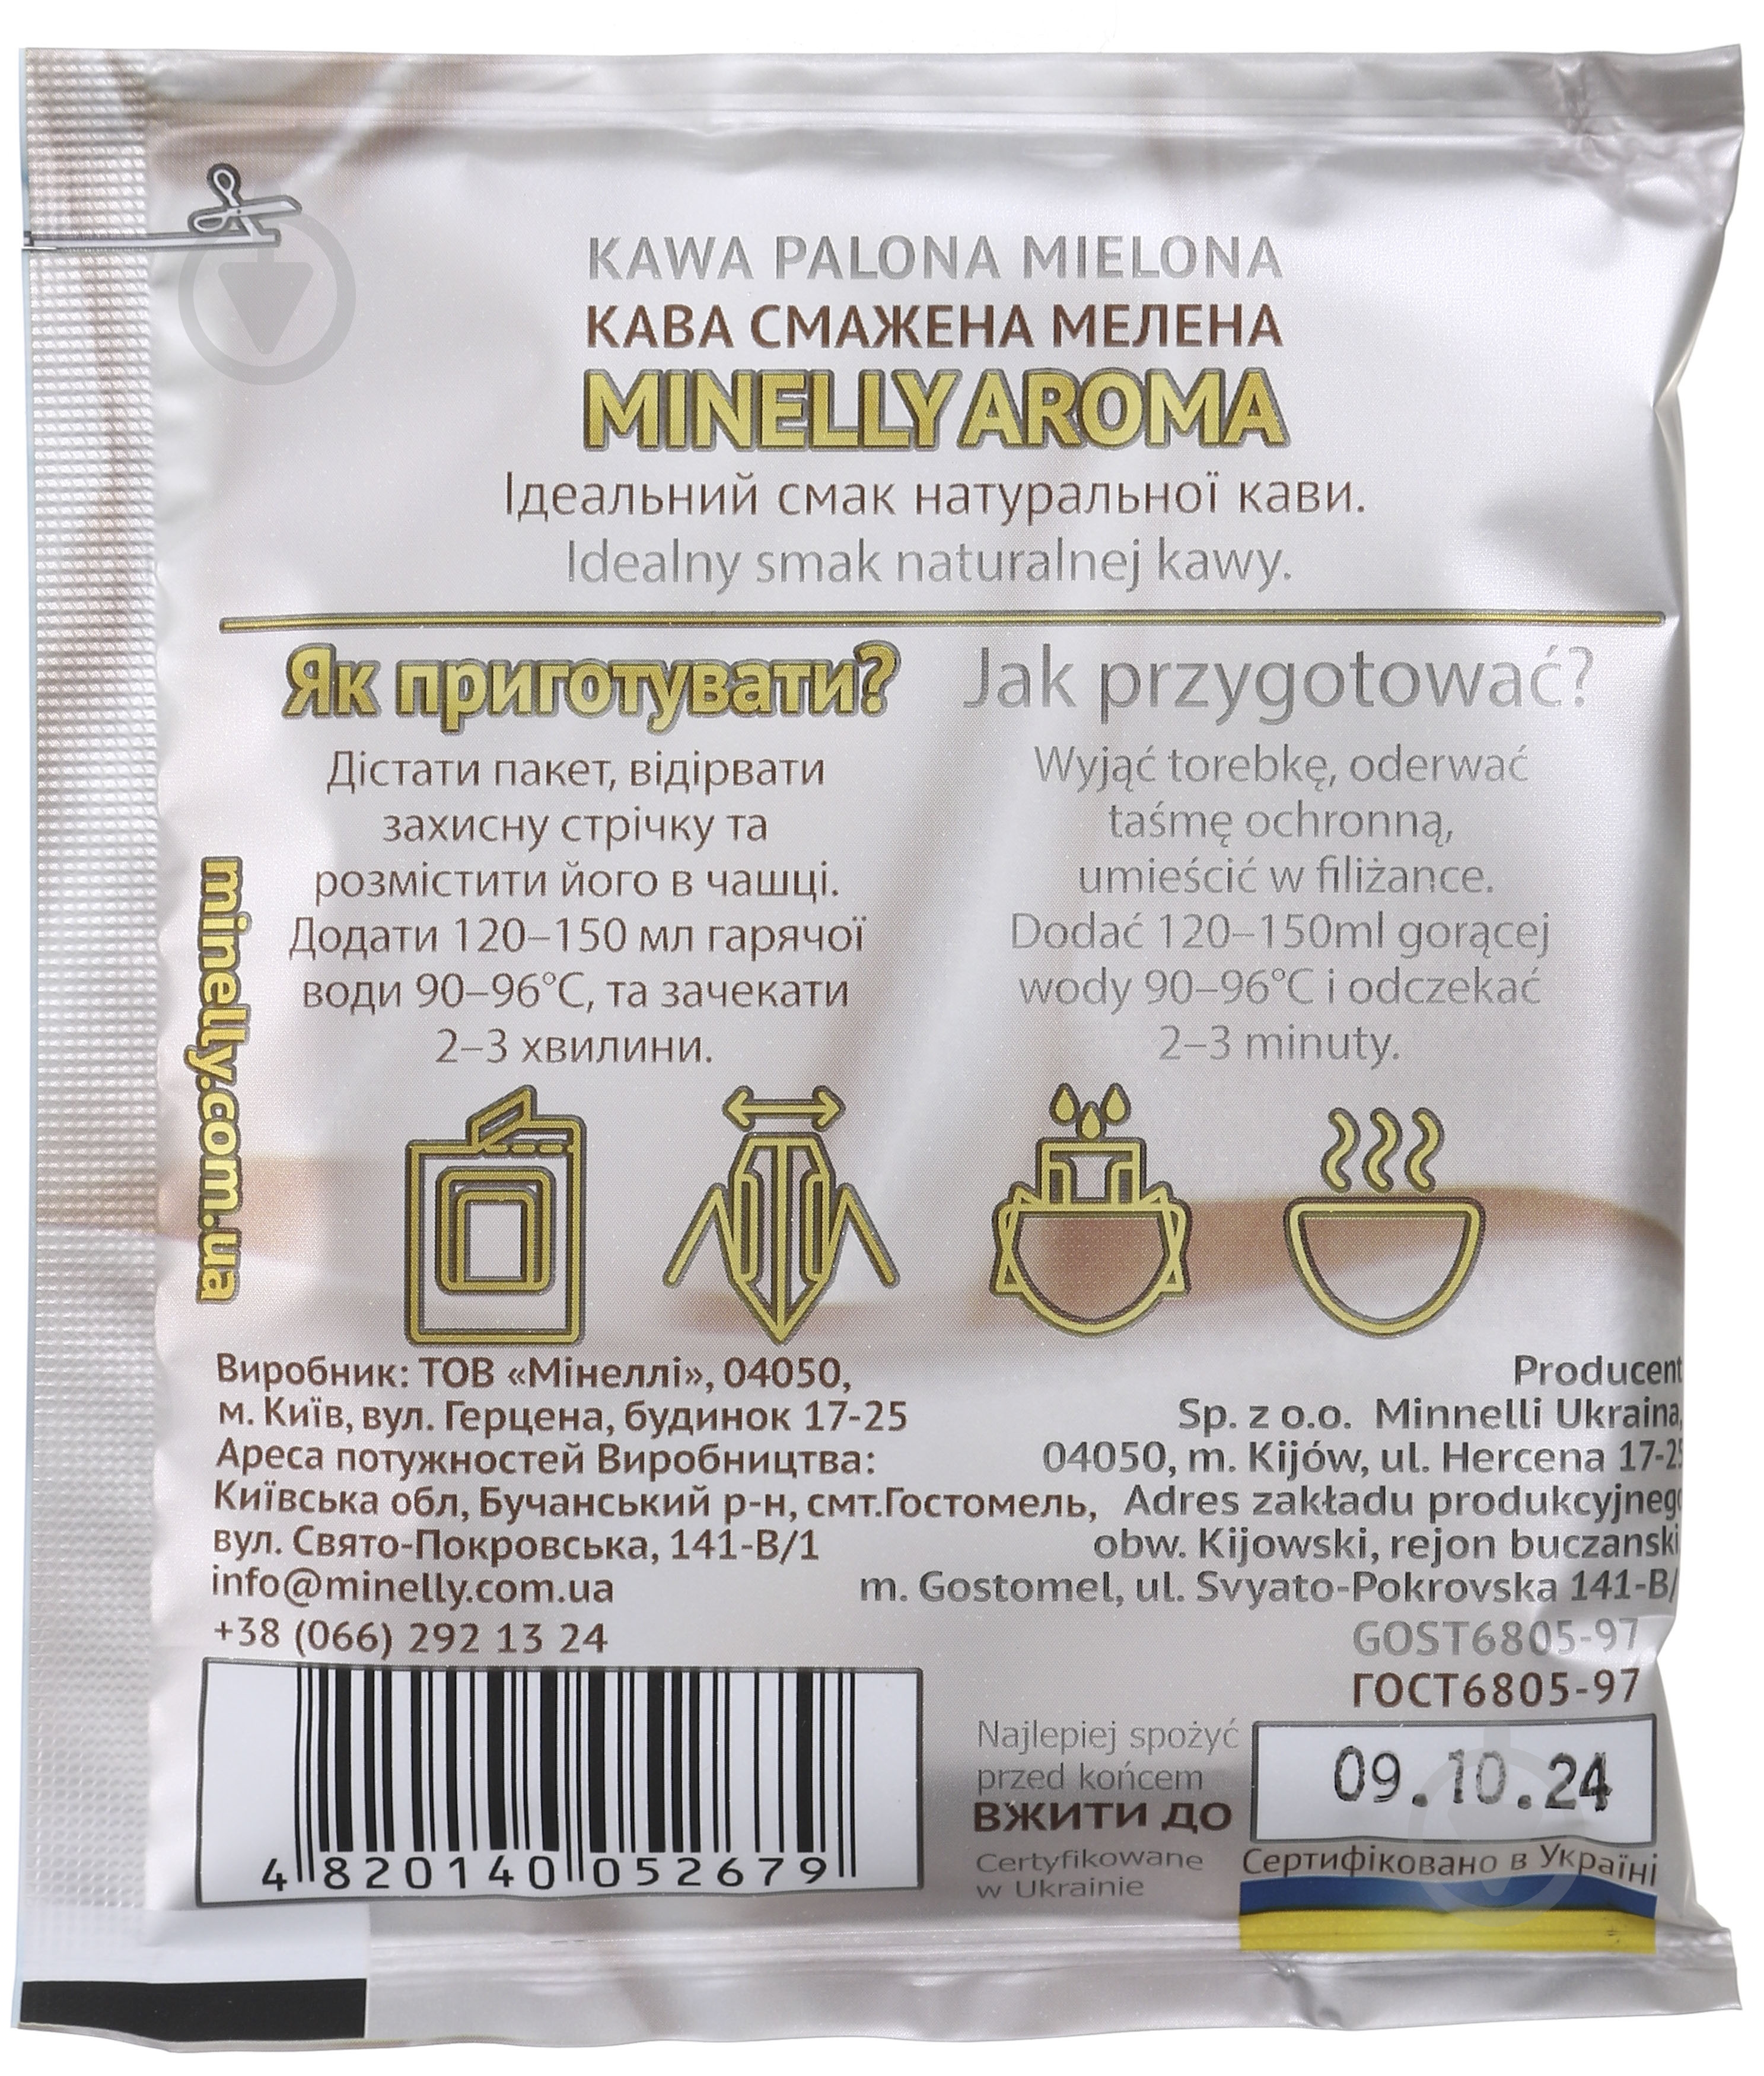 KAWA PALONA MIELONA
КАВА СМАЖЕНА МЕЛЕНА
MINELLY AROMA
Ідеальний смак натуральної кави.
Idealny smak naturalnej kawy.
Як приготувати?
Дістати пакет, відірвати
захисну стрічку та
розмістити його в чашці.
Додати 120–150 мл гарячої
води 90–96°С, та зачекати
2–3 хвилини.
Jak przygotować?
Wyjąć torebkę, oderwać
taśmę ochronną,
umieścić w filiżance.
Dodać 120–150ml gorącej
wody 90–96°C i odczekać
2–3 minuty.
minelly.com.ua
Виробник: ТОВ «Мінеллі», 04050,
м. Київ, вул. Герцена, будинок 17-25
Ареса потужностей Виробництва:
Київська обл, Бучанський р-н, смт.Гостомель,
вул. Свято-Покровська, 141-В/1
info@minelly.com.ua
+38 (066) 292 13 24
Producent
Sp. z o.o. Minnelli Ukraina,
04050, m. Kijów, ul. Hercena 17-25
Adres zakładu produkcyjnego
obw. Kijowski, rejon buczanski
m. Gostomel, ul. Svyato-Pokrovska 141-B/
GOST6805-97
ГОСТ6805-97
4 820140 052679
Najlepiej spożyć
przed końcem
ВЖИТИ ДО
09.10.24
Certyfikowane
w Ukrainie
Сертифіковано в Україні